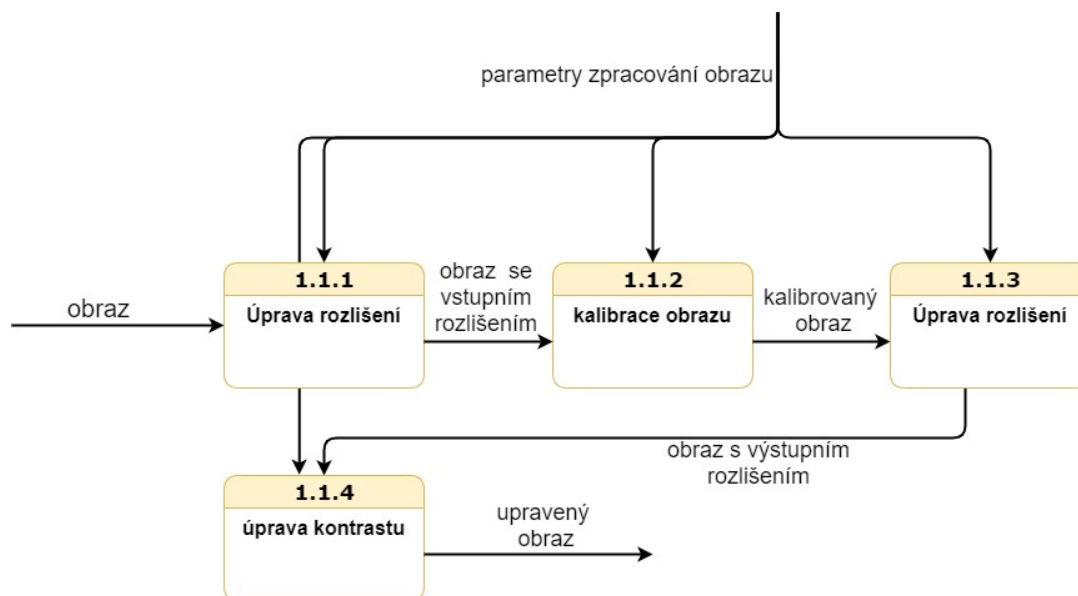 parametry zpracování obrazu
obraz
1.1.1
Úprava rozlišení
obraz se
vstupním
rozlišením
1.1.2
kalibrace obrazu
kalibrovaný
obraz
1.1.3
Úprava rozlišení
obraz s výstupním
rozlišením
1.1.4
úprava kontrastu
upravený
obraz